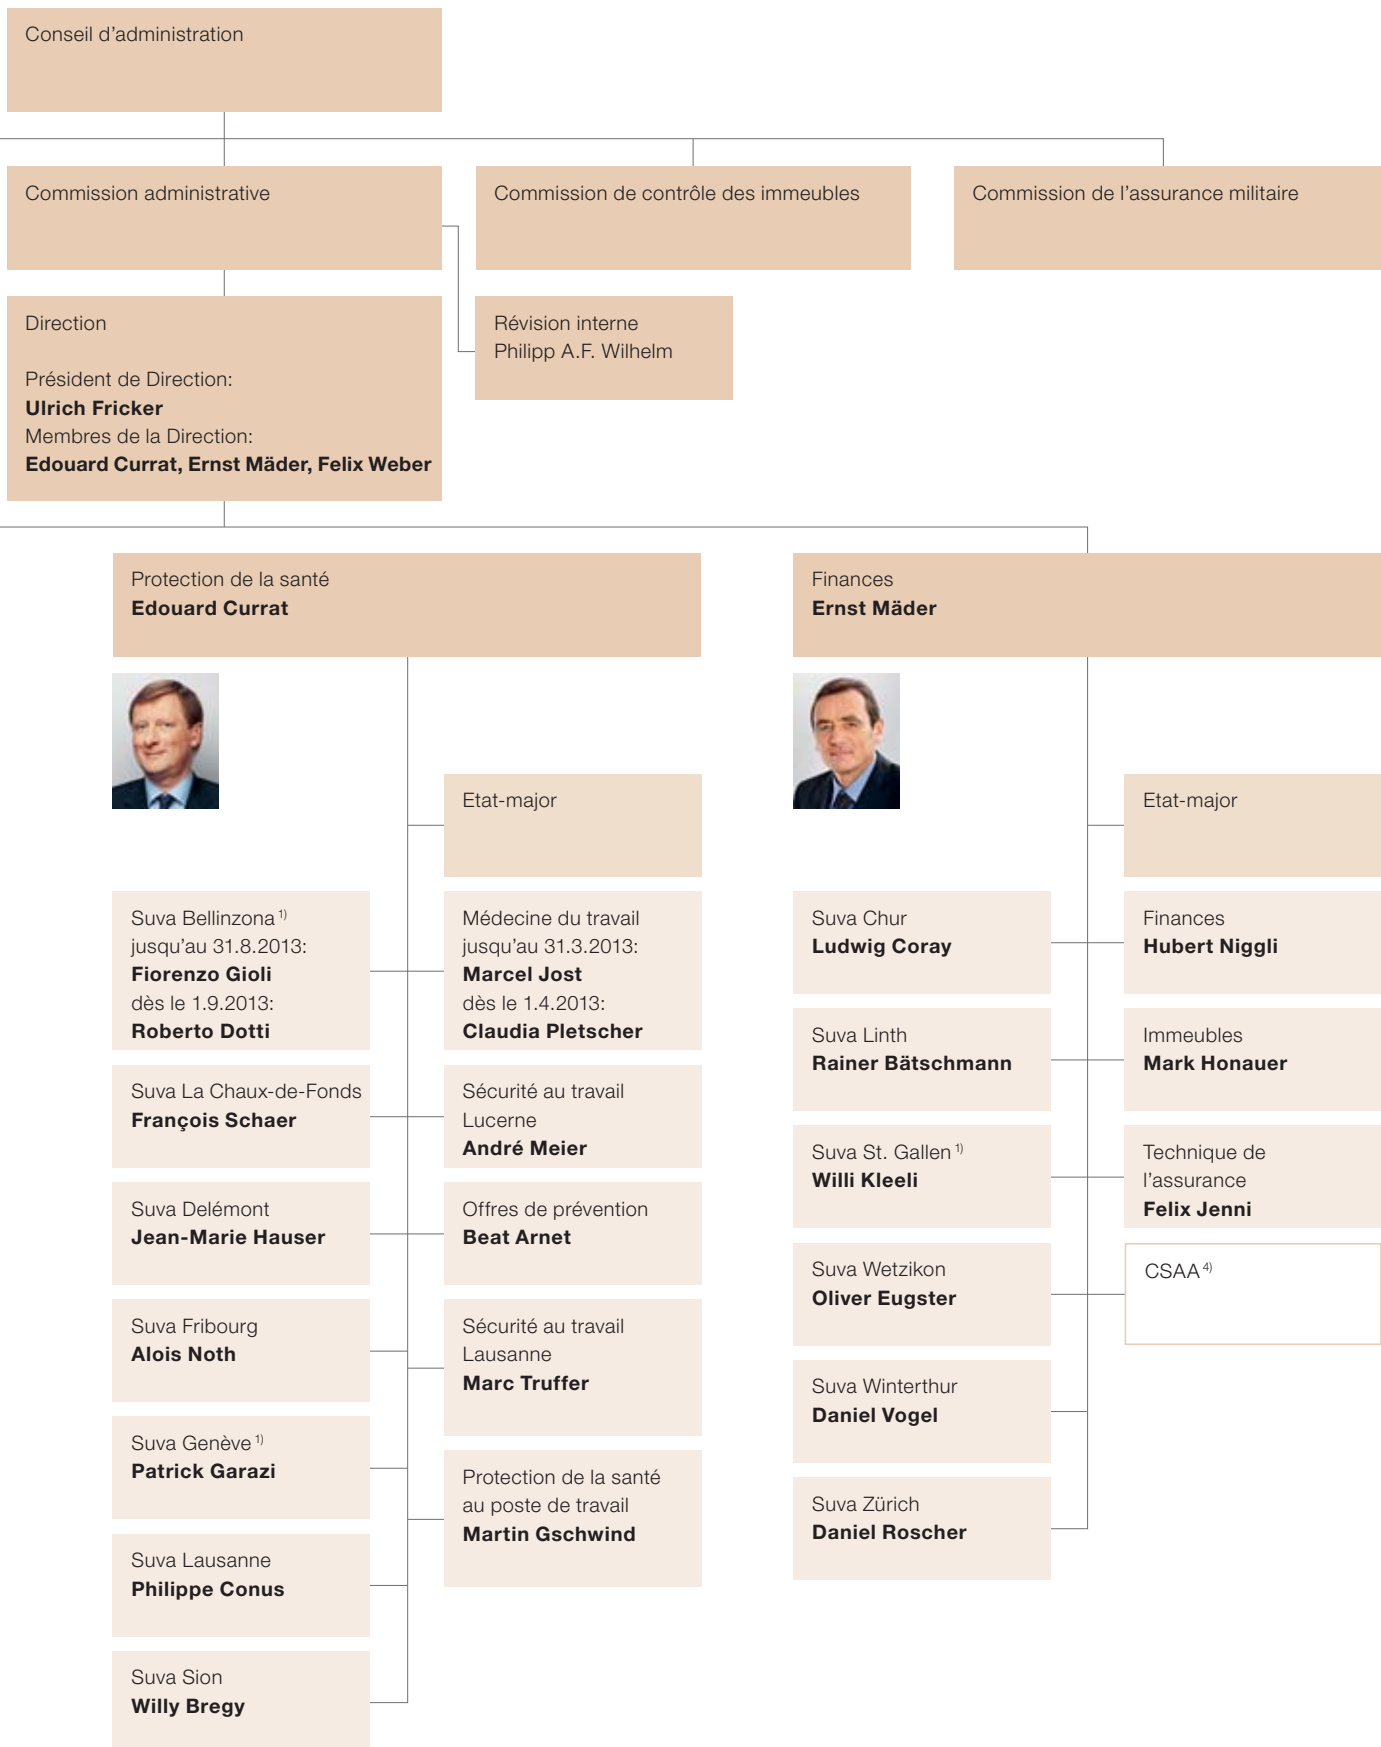 Conseil d’administration
Commission administrative
Commission de contrôle des immeubles
Commission de l’assurance militaire
Direction
Président de Direction:
Ulrich Fricker
Membres de la Direction:
Edouard Currat, Ernst Mäder, Felix Weber
Révision interne
Philipp A.F. Wilhelm
Protection de la santé
Edouard Currat
Etat-major
Suva Bellinzona 1)
jusqu’au 31.8.2013:
Fiorenzo Gioli
dès le 1.9.2013:
Roberto Dotti
Médecine du travail
jusqu’au 31.3.2013:
Marcel Jost
dès le 1.4.2013:
Claudia Pletscher
Suva La Chaux-de-Fonds
François Schaer
Sécurité au travail
Lucerne
André Meier
Suva Delémont
Jean-Marie Hauser
Offres de prévention
Beat Arnet
Suva Fribourg
Alois Noth
Sécurité au travail
Lausanne
Marc Truffer
Suva Genève 1)
Patrick Garazi
Protection de la santé
au poste de travail
Martin Gschwind
Suva Lausanne
Philippe Conus
Suva Sion
Willy Bregy
Finances
Ernst Mäder
Etat-major
Suva Chur
Ludwig Coray
Finances
Hubert Niggli
Suva Linth
Rainer Bätschmann
Immeubles
Mark Honauer
Suva St. Gallen 1)
Willi Kleeli
Technique de
l’assurance
Felix Jenni
Suva Wetzikon
Oliver Eugster
CSAA 4)
Suva Winterthur
Daniel Vogel
Suva Zürich
Daniel Roscher